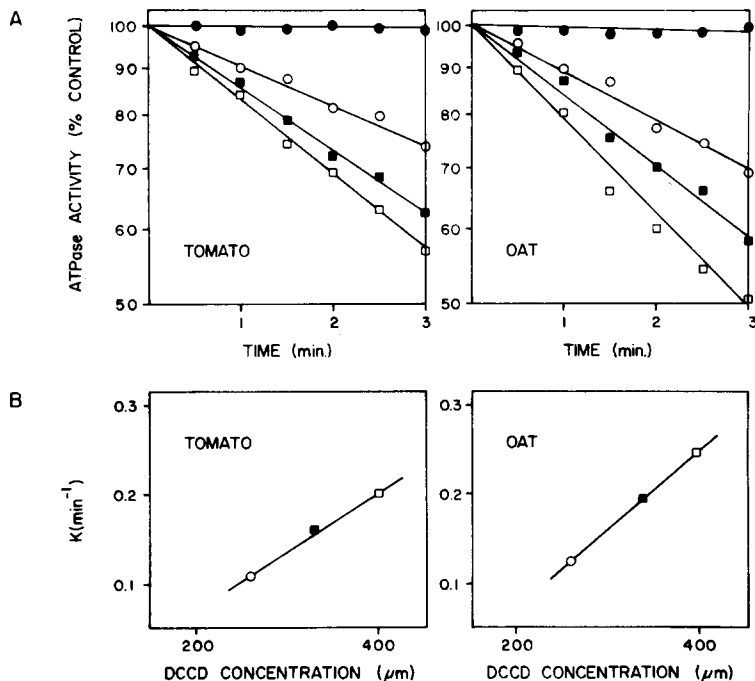 A
ATPase ACTIVITY (% CONTROL)
100
90
80
70
60
50
TOMATO
1
2
3
TIME (min.)
100
90
80
70
60
50
OAT
1
2
3
TIME (min.)
B
K(min⁻¹)
0.3
0.2
0.1
TOMATO
200
400
DCCD CONCENTRATION (μm)
0.3
0.2
0.1
OAT
200
400
DCCD CONCENTRATION (μm)